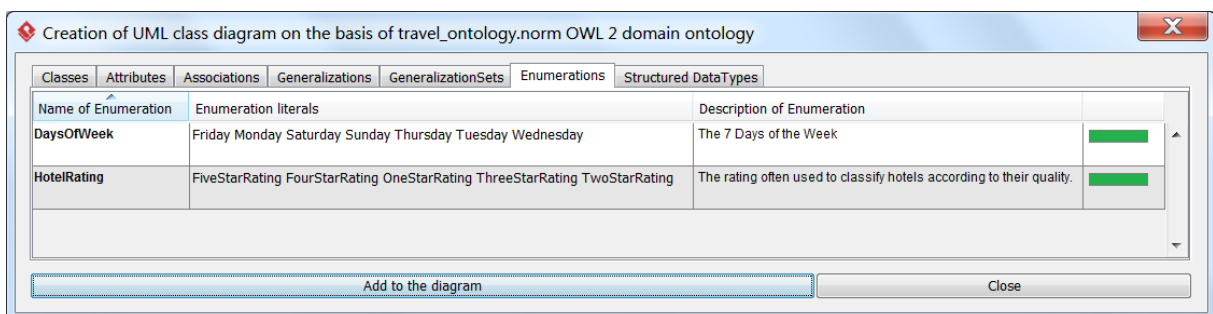 Creation of UML class diagram on the basis of travel_ontology.norm OWL 2 domain ontology
Classes Attributes Associations Generalizations GeneralizationSets Enumerations Structured DataTypes
Name of Enumeration Enumeration literals Description of Enumeration
DaysOfWeek Friday Monday Saturday Sunday Thursday Tuesday Wednesday The 7 Days of the Week
HotelRating FiveStarRating FourStarRating OneStarRating ThreeStarRating TwoStarRating The rating often used to classify hotels according to their quality.
Add to the diagram Close